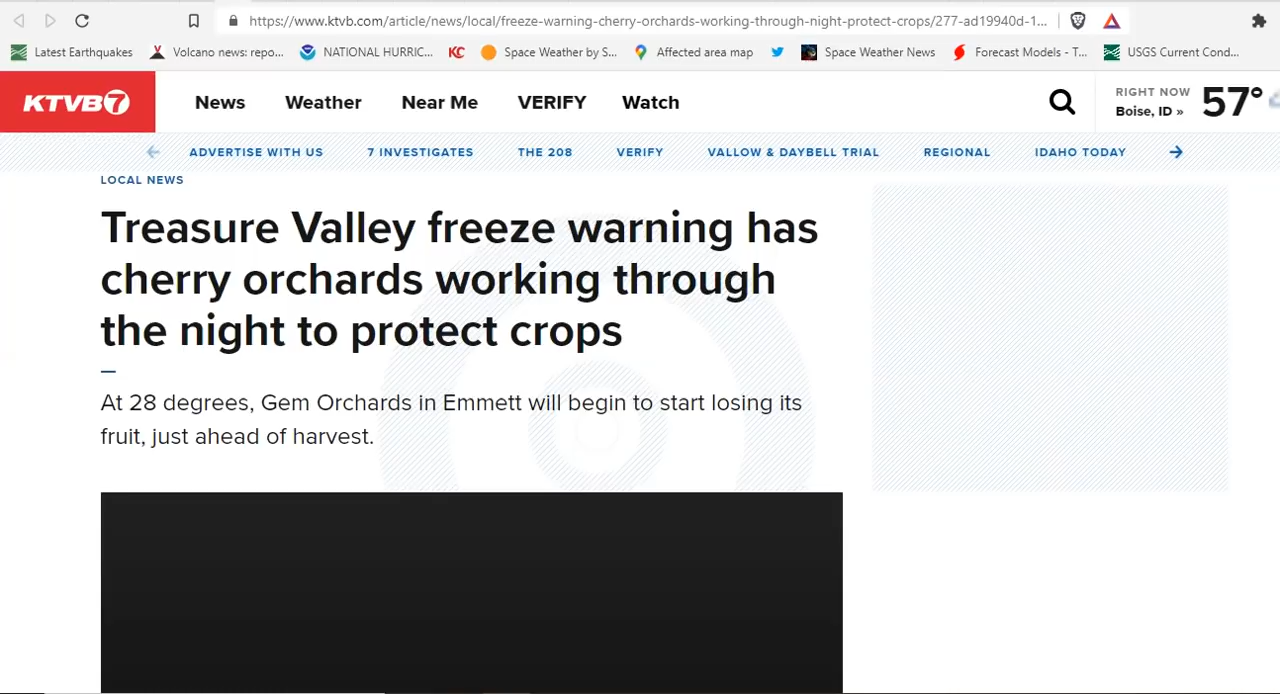 https://www.ktvb.com/article/news/local/freeze-warning-cherry-orchards-working-through-night-protect-crops/277-ad19940d-1...
Latest Earthquakes Volcano news: repo... NATIONAL HURRIC... KC Space Weather by S... Affected area map Space Weather News Forecast Models - T... USGS Current Cond...
KTVB7 News Weather Near Me VERIFY Watch RIGHT NOW 57°
Boise, ID »
ADVERTISE WITH US 7 INVESTIGATES THE 208 VERIFY VALLOW & DAYBELL TRIAL REGIONAL IDAHO TODAY
LOCAL NEWS
Treasure Valley freeze warning has
cherry orchards working through
the night to protect crops
At 28 degrees, Gem Orchards in Emmett will begin to start losing its
fruit, just ahead of harvest.